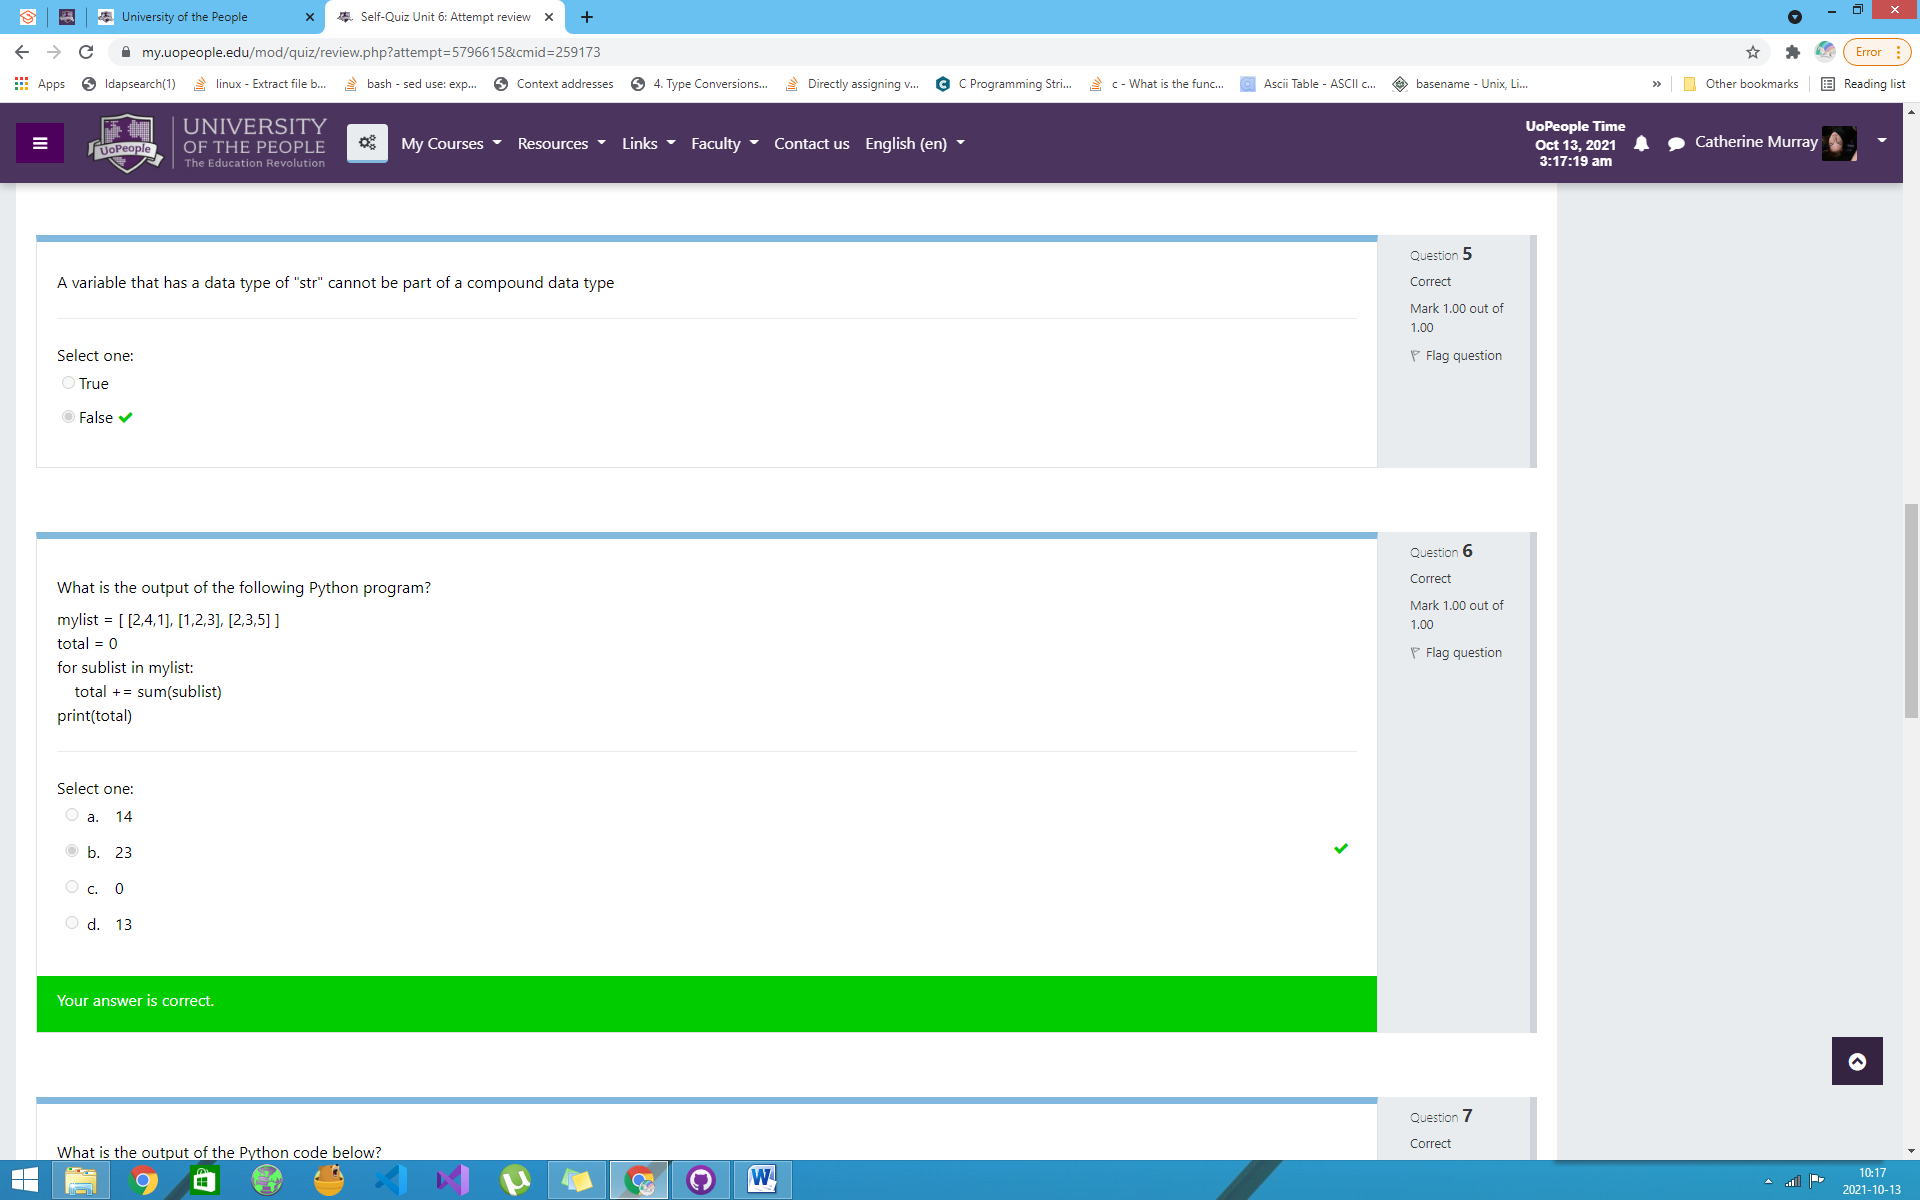 University of the People
Self-Quiz Unit 6: Attempt review
my.uopeople.edu/mod/quiz/review.php?attempt=5796615&cmid=259173
Error
Apps
ldapsearch(1)
linux - Extract file b...
bash - sed use: exp...
Context addresses
4. Type Conversions...
Directly assigning v...
C Programming Stri...
c - What is the func...
Ascii Table - ASCII c...
basename - Unix, Li...
»
Other bookmarks
Reading list
UoPeople
UNIVERSITY
OF THE PEOPLE
The Education Revolution
My Courses
Resources
Links
Faculty
Contact us
English (en)
UoPeople Time
Oct 13, 2021
3:17:19 am
Catherine Murray
A variable that has a data type of "str" cannot be part of a compound data type
Select one:
True
False
Question 5
Correct
Mark 1.00 out of
1.00
Flag question
What is the output of the following Python program?
mylist = [ [2,4,1], [1,2,3], [2,3,5] ]
total = 0
for sublist in mylist:
total += sum(sublist)
print(total)
Select one:
a. 14
b. 23
c. 0
d. 13
Your answer is correct.
Question 6
Correct
Mark 1.00 out of
1.00
Flag question
What is the output of the Python code below?
Question 7
Correct
10:17
2021-10-13